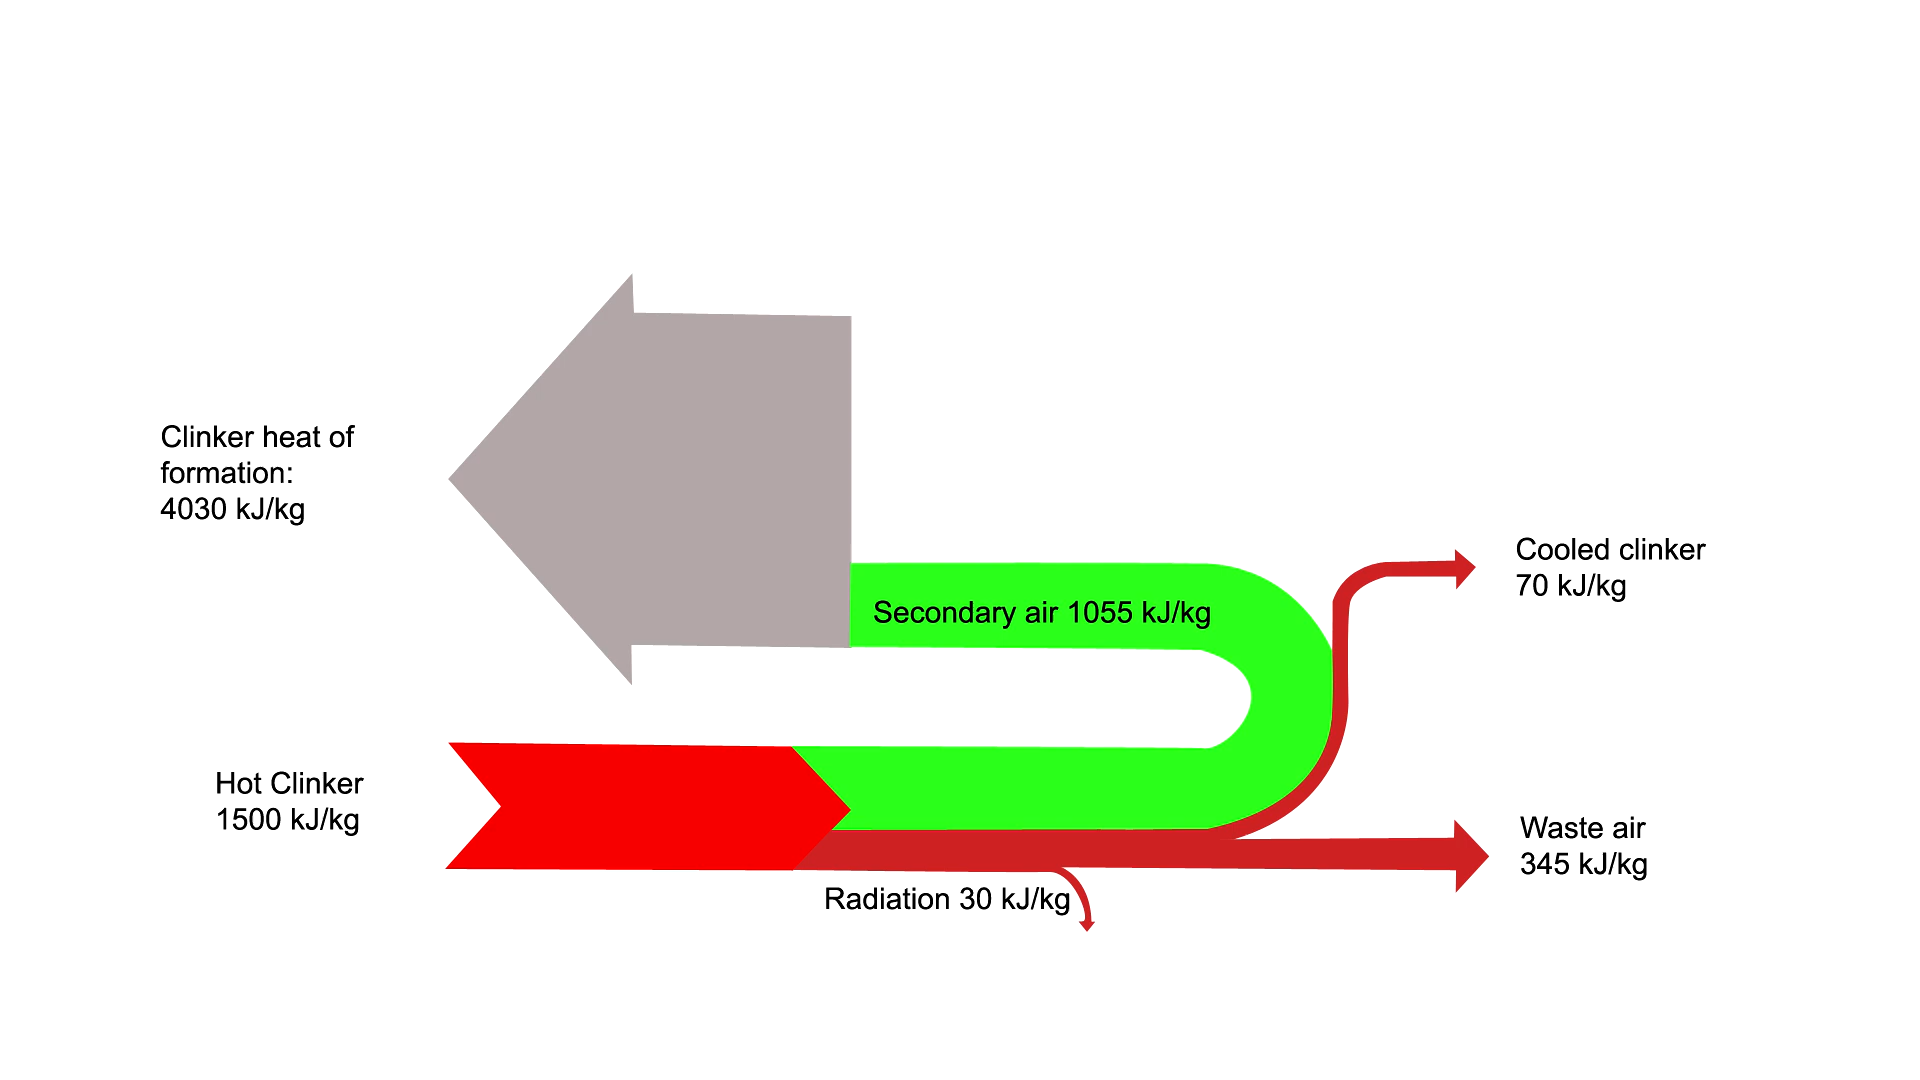 Clinker heat of
formation:
4030 kJ/kg
Secondary air 1055 kJ/kg
Cooled clinker
70 kJ/kg
Hot Clinker
1500 kJ/kg
Waste air
345 kJ/kg
Radiation 30 kJ/kg